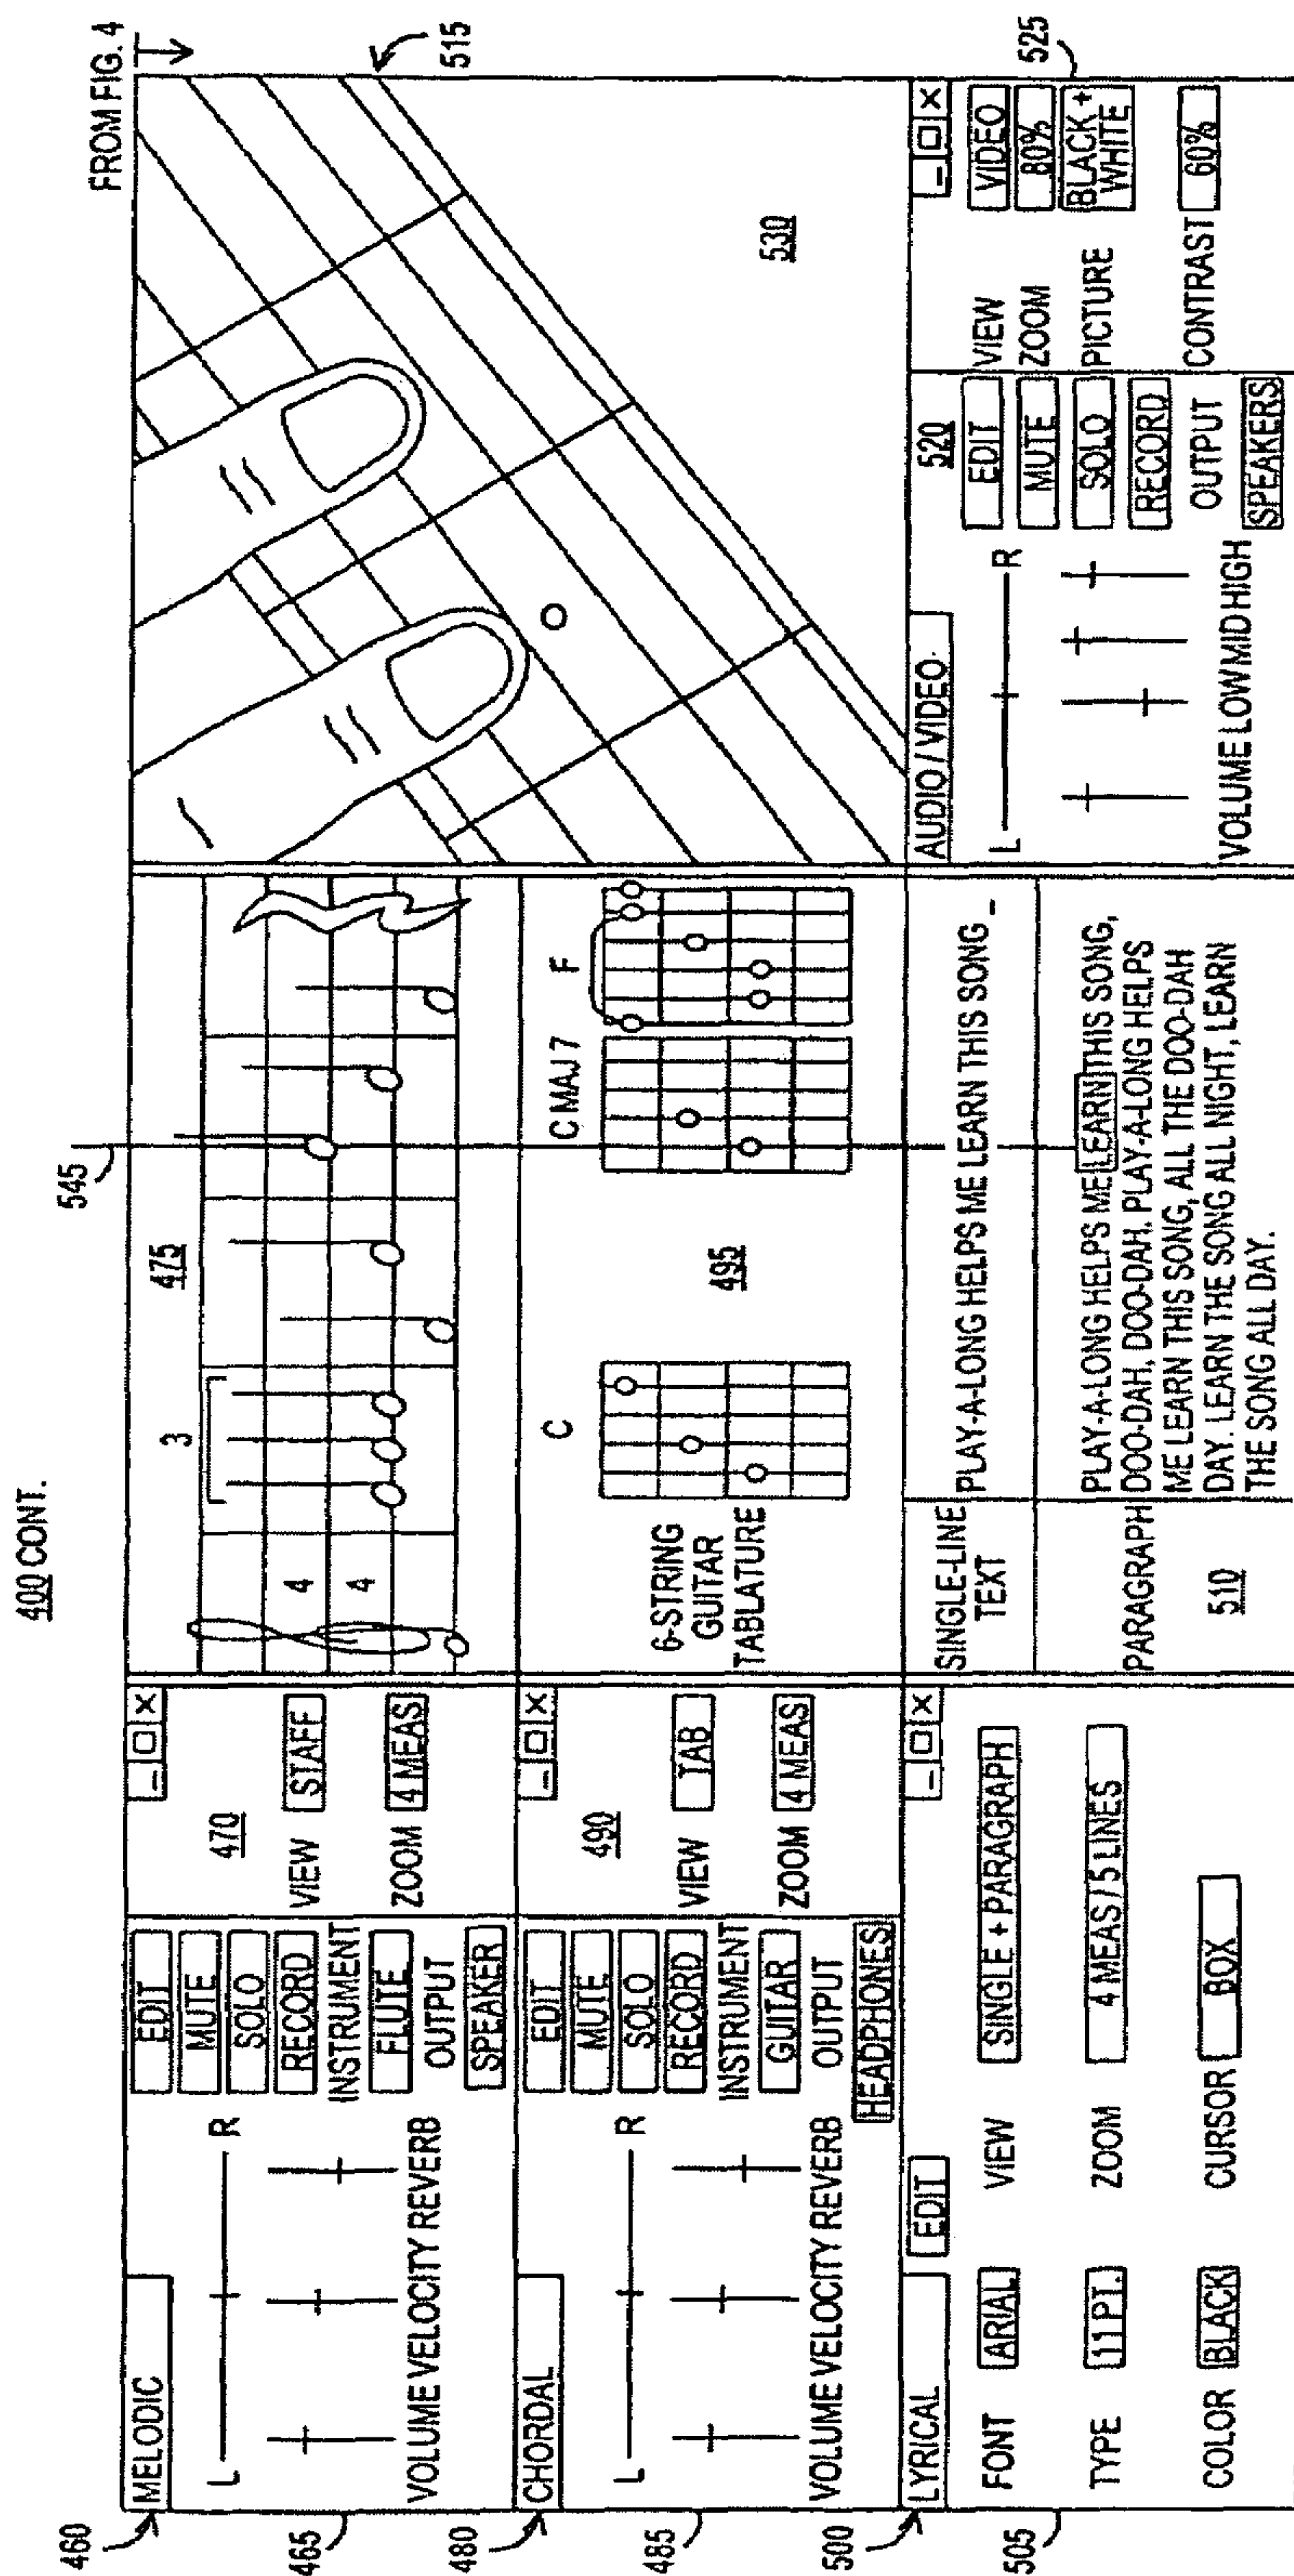 400 CONT.
FROM FIG. 4
460
MELODIC
L
R
VOLUME VELOCITY REVERB
465
EDIT
MUTE
SOLO
RECORD
INSTRUMENT
FLUTE
OUTPUT
SPEAKER
470
VIEW STAFF
ZOOM 4 MEAS
_ □ X
475
545
3
4
4
480
CHORDAL
L
R
VOLUME VELOCITY REVERB
485
EDIT
MUTE
SOLO
RECORD
INSTRUMENT
GUITAR
OUTPUT
HEADPHONES
490
VIEW TAB
ZOOM 4 MEAS
_ □ X
6-STRING
GUITAR
TABLATURE
C
495
C MAJ 7
F
500
LYRICAL
EDIT
_ □ X
FONT ARIAL VIEW SINGLE + PARAGRAPH
TYPE 11 PT. ZOOM 4 MEAS / 5 LINES
COLOR BLACK CURSOR BOX
505
SINGLE-LINE
TEXT
PLAY-A-LONG HELPS ME LEARN THIS SONG _
PARAGRAPH
510
PLAY-A-LONG HELPS ME LEARN THIS SONG,
DOO-DAH, DOO-DAH. PLAY-A-LONG HELPS
ME LEARN THIS SONG, ALL THE DOO-DAH
DAY. LEARN THE SONG ALL NIGHT, LEARN
THE SONG ALL DAY.
515
530
AUDIO / VIDEO
L
R
VOLUME LOW MID HIGH
520
EDIT
MUTE
SOLO
RECORD
OUTPUT
SPEAKERS
_ □ X
VIEW VIDEO
ZOOM 80%
PICTURE BLACK +
WHITE
CONTRAST 60%
525